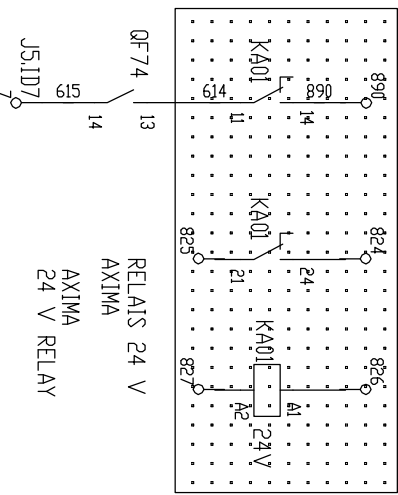 J5.ID7
7
615
QF74
14
13
614
KA01
11
14
890
890
KA01
825
21
24
824
KA01
827
A2
A1
826
24V
RELAIS 24 V
AXIMA
AXIMA
24 V RELAY